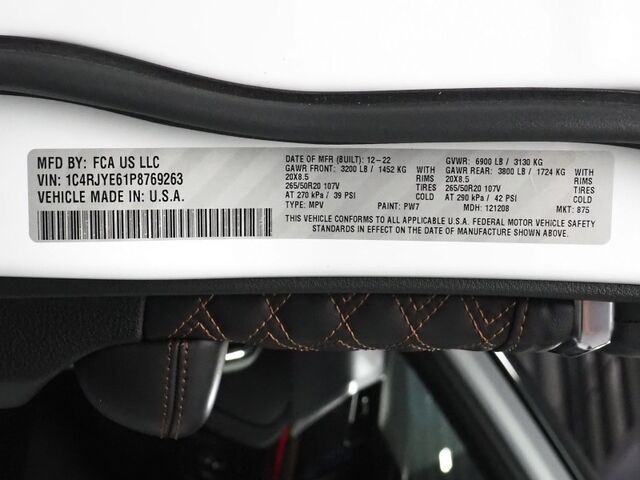 MFD BY: FCA US LLC
VIN: 1C4RJYE61P8769263
VEHICLE MADE IN: U.S.A.
DATE OF MFR (BUILT): 12-22 GVWR: 6900 LB / 3130 KG
GAWR FRONT: 3200 LB / 1452 KG GAWR REAR: 3800 LB / 1724 KG
20X8.5 RIMS 20X8.5 RIMS
265/50R20 107V TIRES 265/50R20 107V TIRES
AT 270 kPa / 39 PSI COLD AT 290 kPa / 42 PSI COLD
TYPE: MPV PAINT: PW7 MDH: 121208 MKT: 875
THIS VEHICLE CONFORMS TO ALL APPLICABLE U.S.A. FEDERAL MOTOR VEHICLE SAFETY
STANDARDS IN EFFECT ON THE DATE OF MANUFACTURE SHOWN ABOVE.